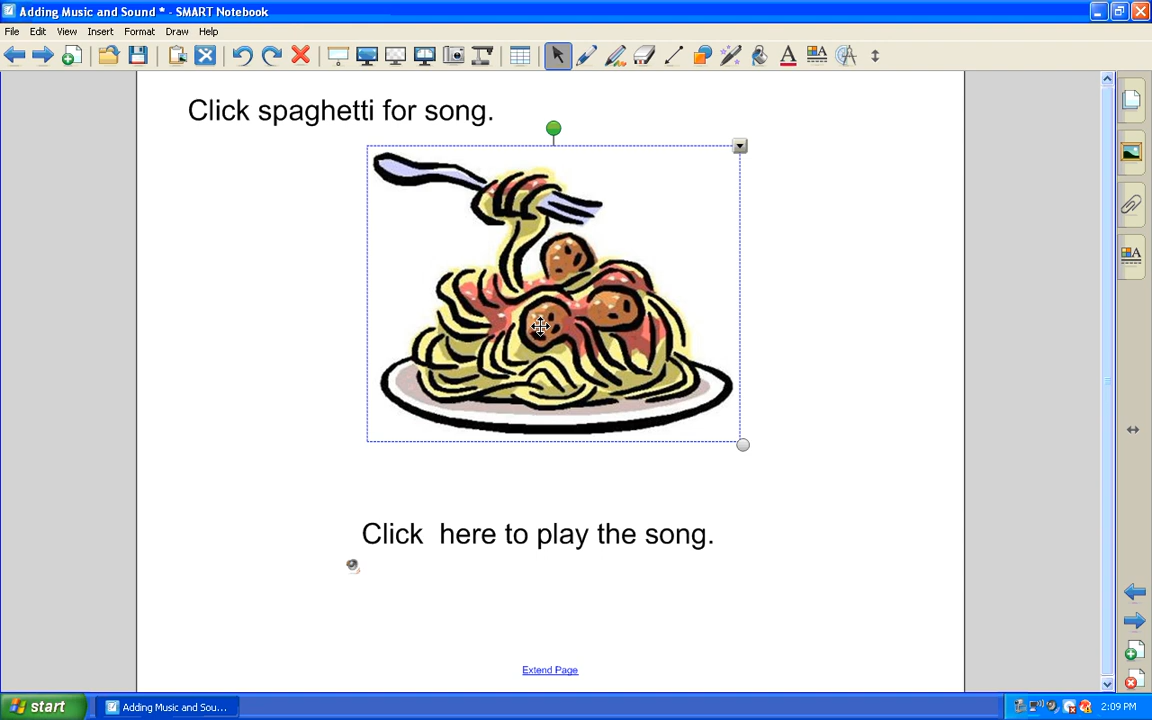 Adding Music and Sound * - SMART Notebook
File Edit View Insert Format Draw Help
Click spaghetti for song.
Click  here to play the song.
Extend Page
start
Adding Music and Sou...
2:09 PM